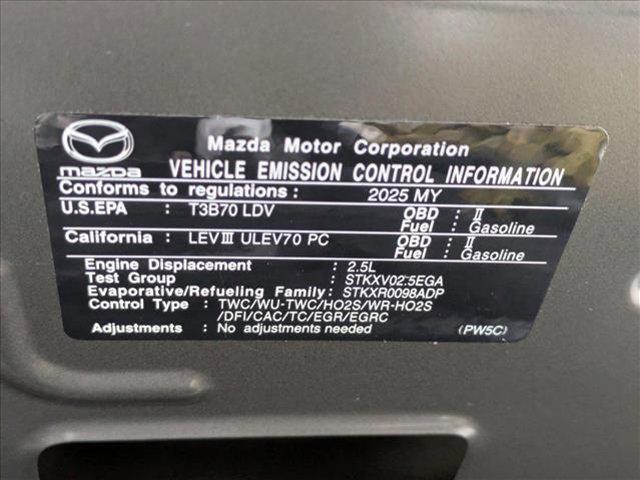 Mazda Motor Corporation
mazda VEHICLE EMISSION CONTROL INFORMATION
Conforms to regulations : 2025 MY
U.S.EPA : T3B70 LDV OBD : II
Fuel : Gasoline
California : LEVIII ULEV70 PC OBD : II
Fuel : Gasoline
Engine Displacement : 2.5L
Test Group : STKXV02.5EGA
Evaporative/Refueling Family : STKXR0098ADP
Control Type : TWC/WU-TWC/HO2S/WR-HO2S
/DFI/CAC/TC/EGR/EGRC
Adjustments : No adjustments needed (PW5C)